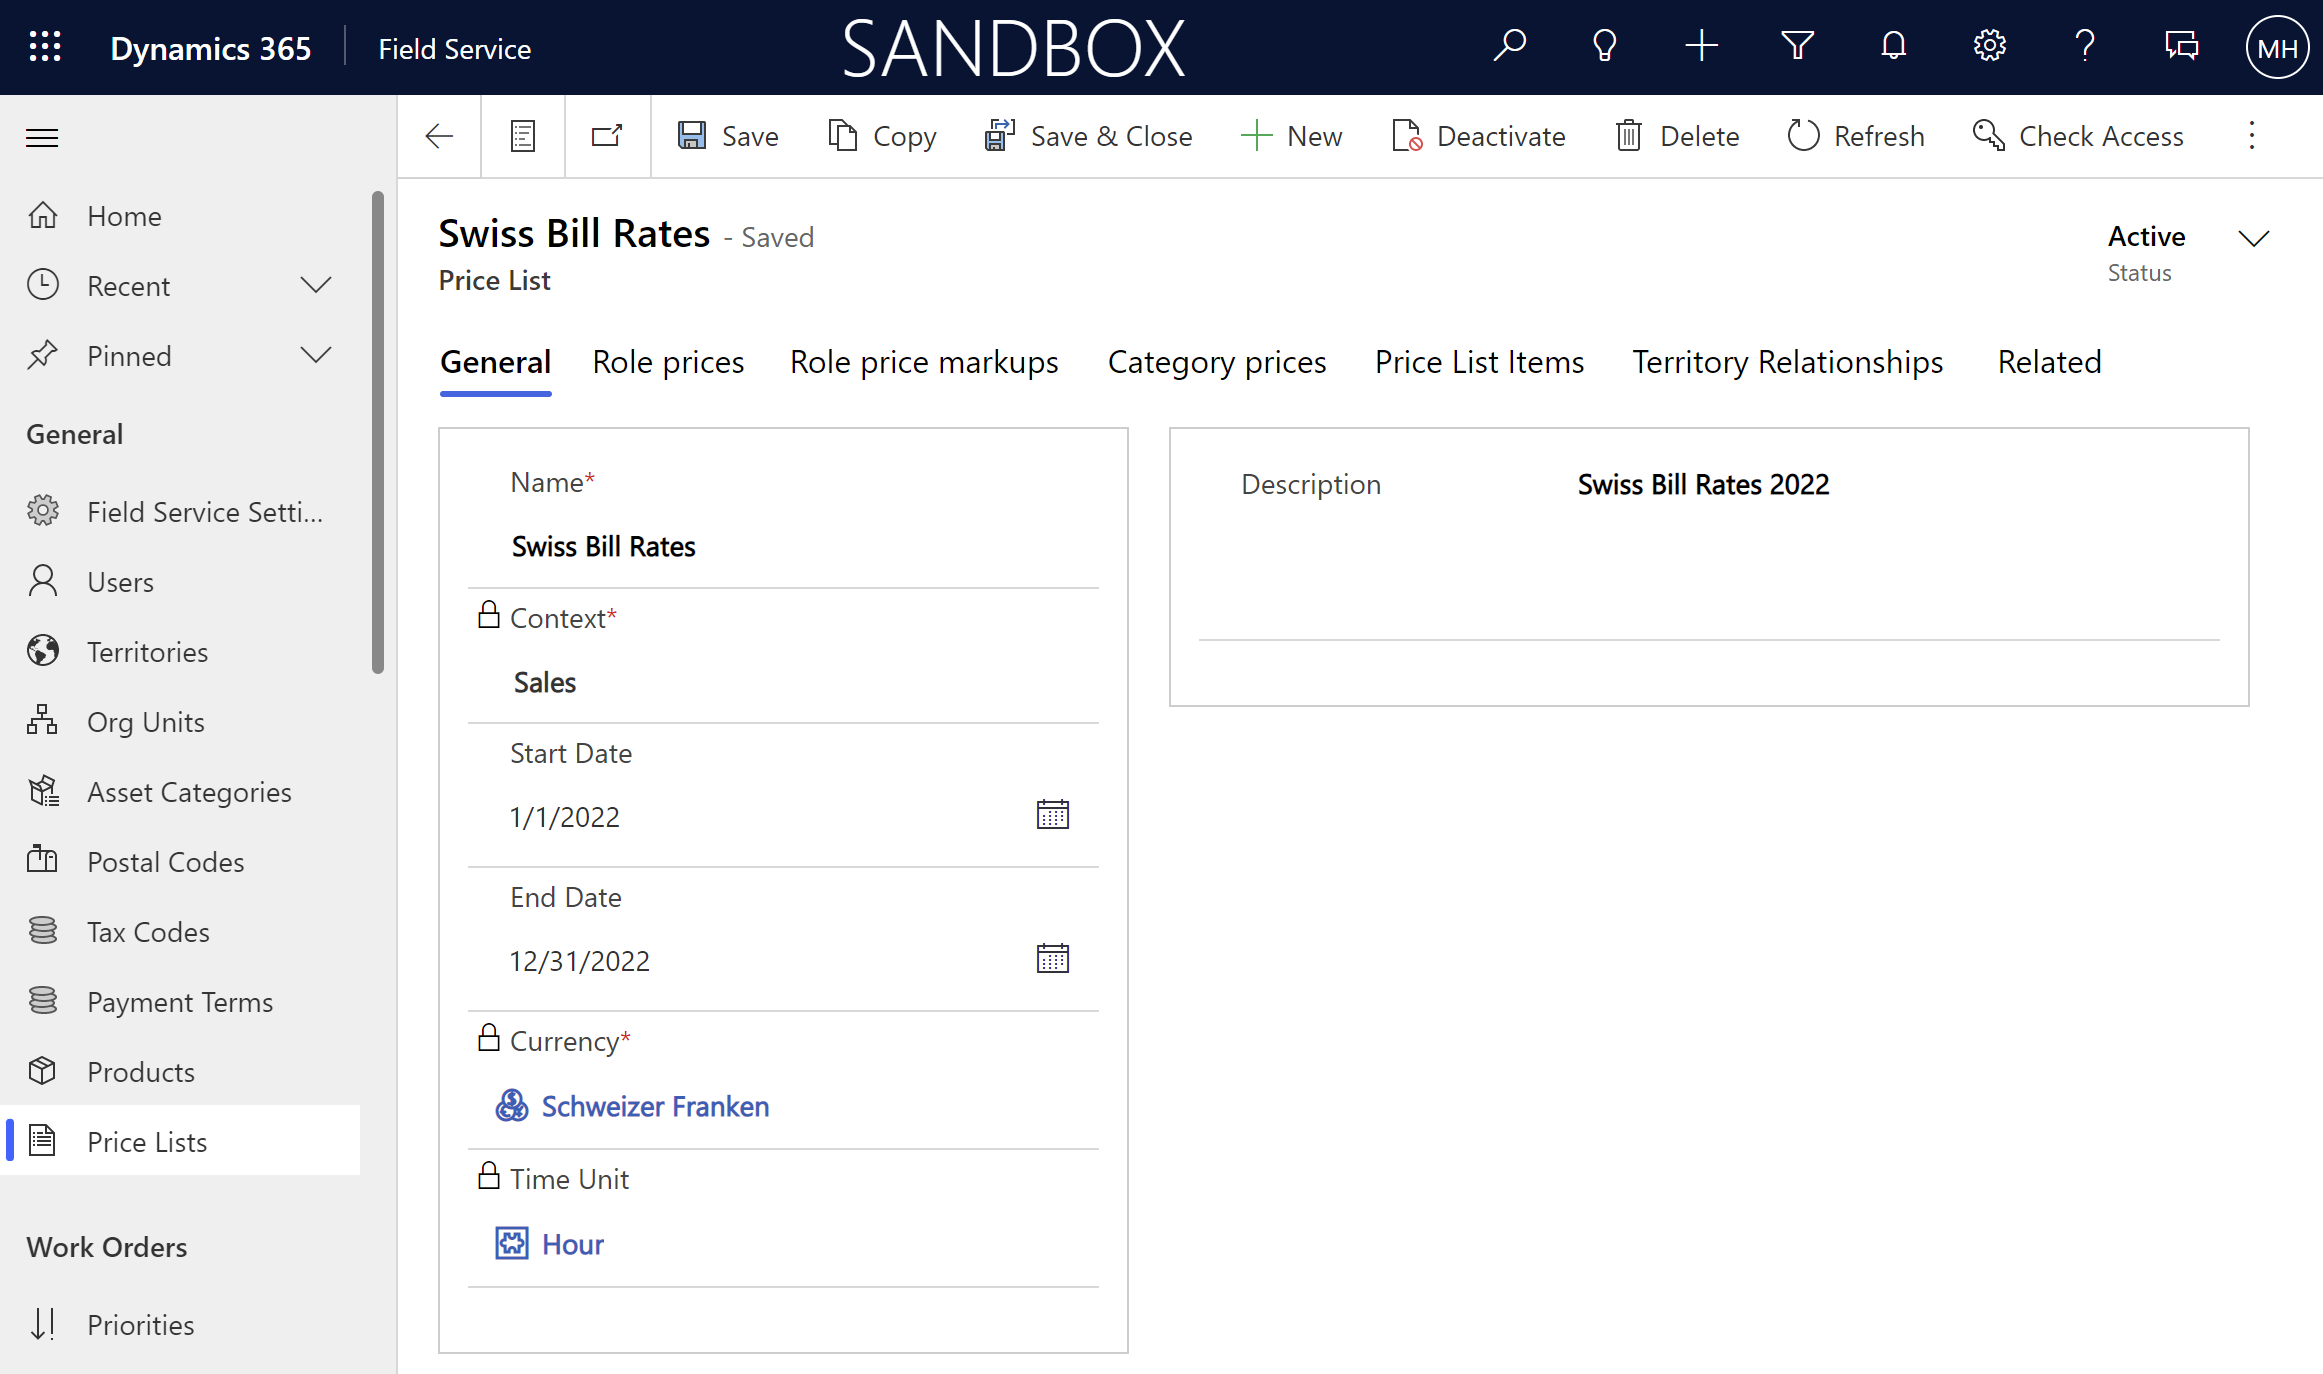 Dynamics 365
Field Service
SANDBOX
MH
Save
Copy
Save & Close
New
Deactivate
Delete
Refresh
Check Access
Home
Recent
Pinned
General
Field Service Setti...
Users
Territories
Org Units
Asset Categories
Postal Codes
Tax Codes
Payment Terms
Products
Price Lists
Work Orders
Priorities
Swiss Bill Rates - Saved
Price List
Active
Status
General
Role prices
Role price markups
Category prices
Price List Items
Territory Relationships
Related
Name*
Swiss Bill Rates
Context*
Sales
Start Date
1/1/2022
End Date
12/31/2022
Currency*
Schweizer Franken
Time Unit
Hour
Description
Swiss Bill Rates 2022